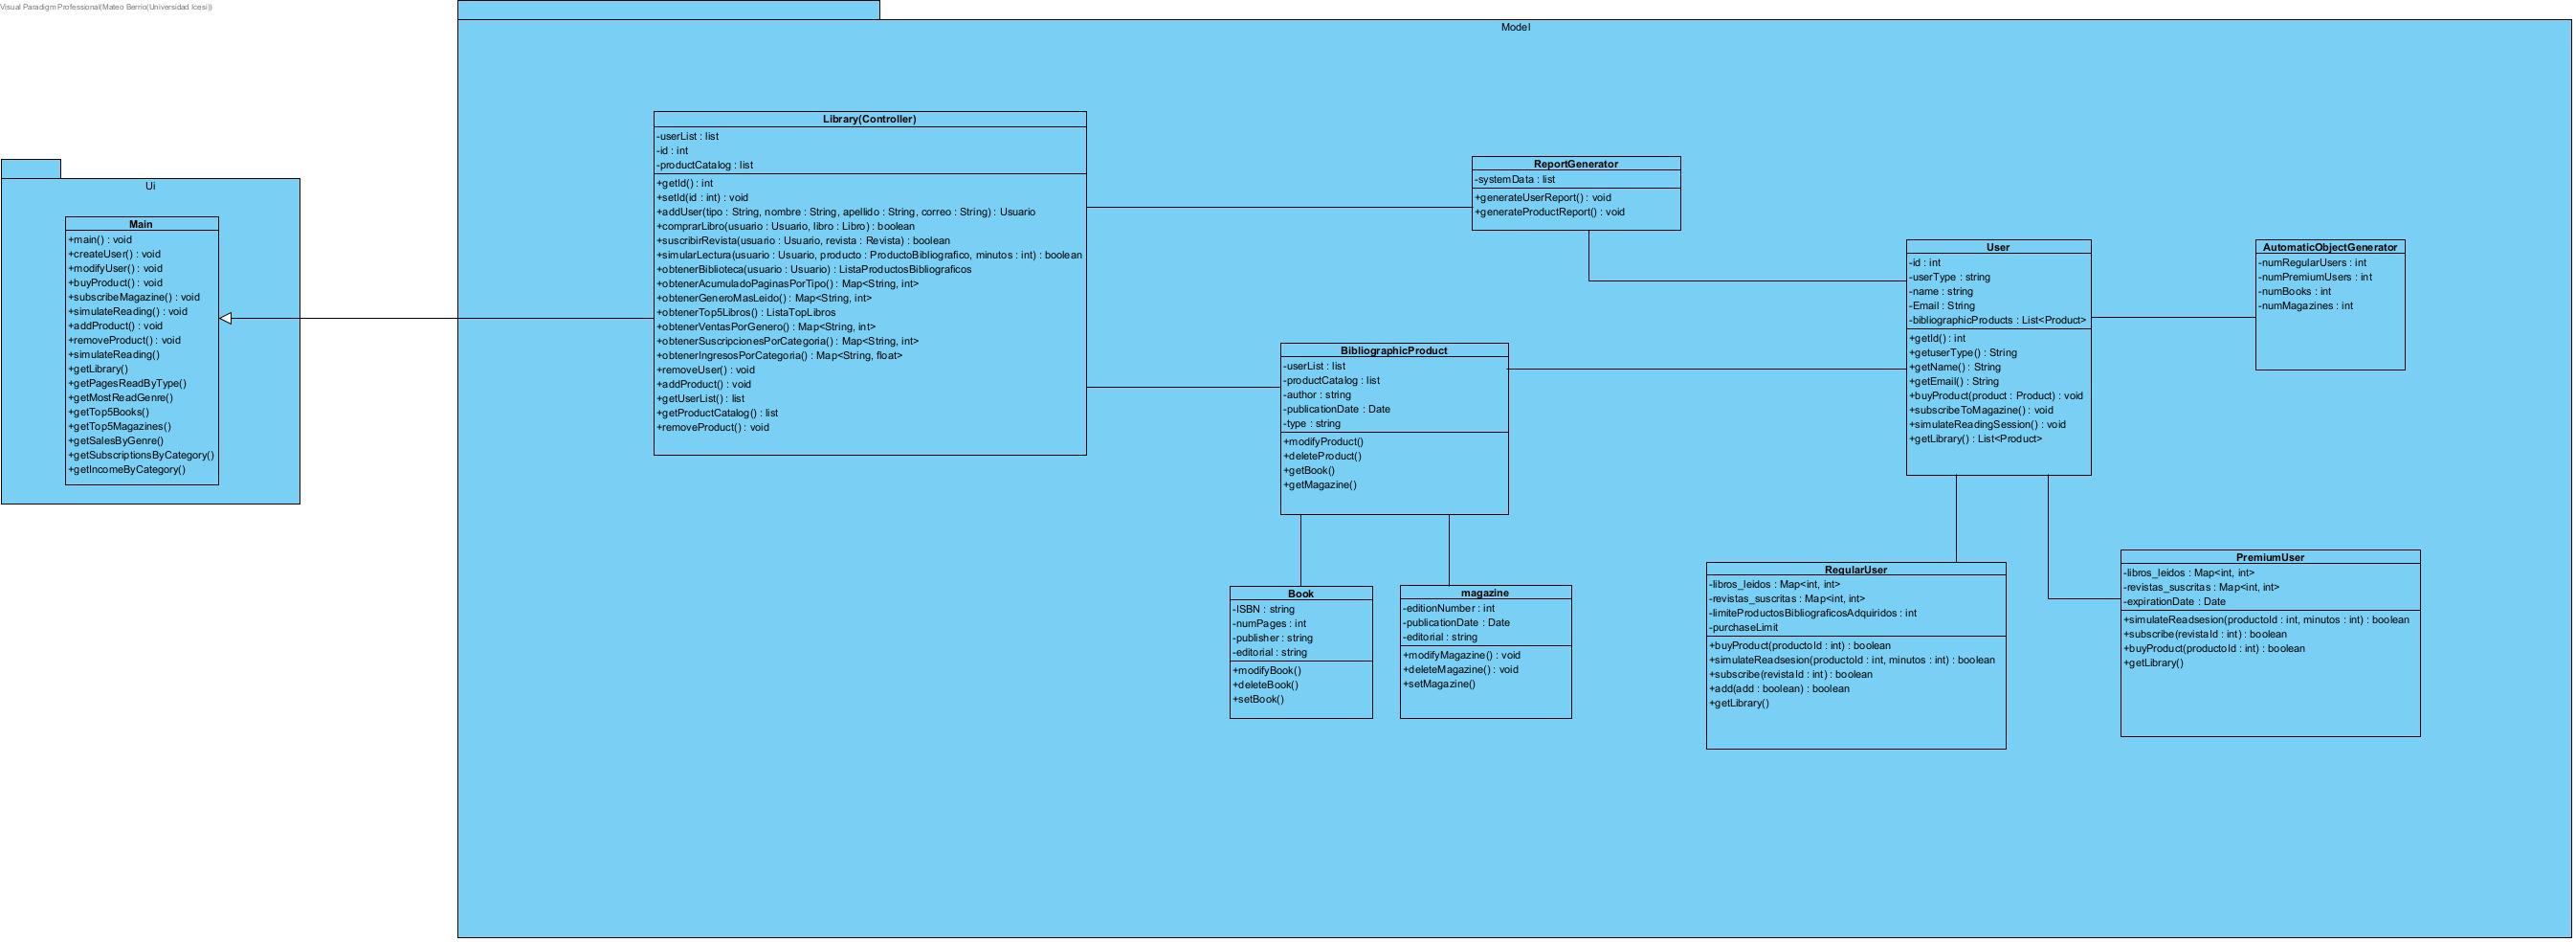 Visual Paradigm Professional(Mateo Berrio(Universidad Icesi))
Model
Ui
Main
+main() : void
+createUser() : void
+modifyUser() : void
+buyProduct() : void
+subscribeMagazine() : void
+simulateReading() : void
+addProduct() : void
+removeProduct() : void
+simulateReading()
+getLibrary()
+getPagesReadByType()
+getMostReadGenre()
+getTop5Books()
+getTop5Magazines()
+getSalesByGenre()
+getSubscriptionsByCategory()
+getIncomeByCategory()
Library(Controller)
-userList : list
-id : int
-productCatalog : list
+getId() : int
+setId(id : int) : void
+addUser(tipo : String, nombre : String, apellido : String, correo : String) : Usuario
+comprarLibro(usuario : Usuario, libro : Libro) : boolean
+suscribirRevista(usuario : Usuario, revista : Revista) : boolean
+simularLectura(usuario : Usuario, producto : ProductoBibliografico, minutos : int) : boolean
+obtenerBiblioteca(usuario : Usuario) : ListaProductosBibliograficos
+obtenerAcumuladoPaginasPorTipo() : Map<String, int>
+obtenerGeneroMasLeido() : Map<String, int>
+obtenerTop5Libros() : ListaTopLibros
+obtenerVentasPorGenero() : Map<String, int>
+obtenerSuscripcionesPorCategoria() : Map<String, int>
+obtenerIngresosPorCategoria() : Map<String, float>
+removeUser() : void
+addProduct() : void
+getUserList() : list
+getProductCatalog() : list
+removeProduct() : void
ReportGenerator
-systemData : list
+generateUserReport() : void
+generateProductReport() : void
BibliographicProduct
-userList : list
-productCatalog : list
-author : string
-publicationDate : Date
-type : string
+modifyProduct()
+deleteProduct()
+getBook()
+getMagazine()
User
-id : int
-userType : string
-name : string
-Email : String
-bibliographicProducts : List<Product>
+getId() : int
+getuserType() : String
+getName() : String
+getEmail() : String
+buyProduct(product : Product) : void
+subscribeToMagazine() : void
+simulateReadingSession() : void
+getLibrary() : List<Product>
AutomaticObjectGenerator
-numRegularUsers : int
-numPremiumUsers : int
-numBooks : int
-numMagazines : int
Book
-ISBN : string
-numPages : int
-publisher : string
-editorial : string
+modifyBook()
+deleteBook()
+setBook()
magazine
-editionNumber : int
-publicationDate : Date
-editorial : string
+modifyMagazine() : void
+deleteMagazine() : void
+setMagazine()
RegularUser
-libros_leidos : Map<int, int>
-revistas_suscritas : Map<int, int>
-limiteProductosBibliograficosAdquiridos : int
-purchaseLimit
+buyProduct(productoId : int) : boolean
+simulateReadsesion(productoId : int, minutos : int) : boolean
+subscribe(revistaId : int) : boolean
+add(add : boolean) : boolean
+getLibrary()
PremiumUser
-libros_leidos : Map<int, int>
-revistas_suscritas : Map<int, int>
-expirationDate : Date
+simulateReadsesion(productoId : int, minutos : int) : boolean
+subscribe(revistaId : int) : boolean
+buyProduct(productoId : int) : boolean
+getLibrary()